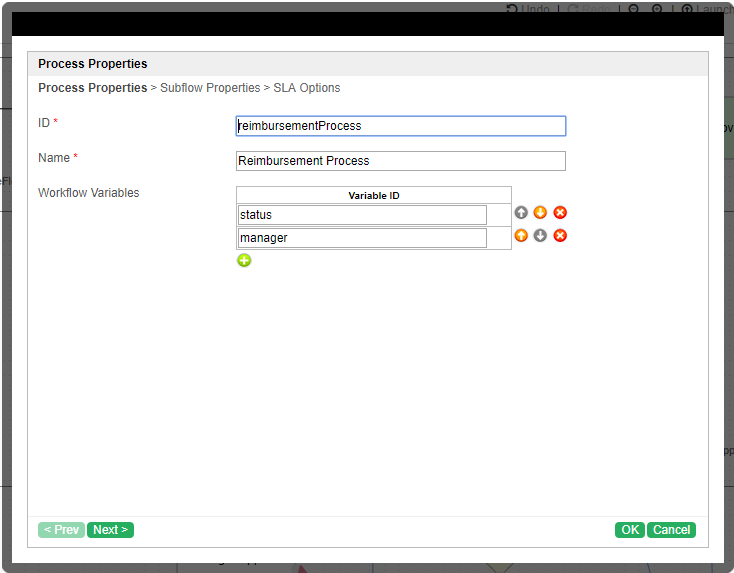 Undo Redo Launch
Process Properties
Process Properties > Subflow Properties > SLA Options
ID *
reimbursementProcess
Name *
Reimbursement Process
Workflow Variables
Variable ID
status
manager
< Prev Next >
OK Cancel